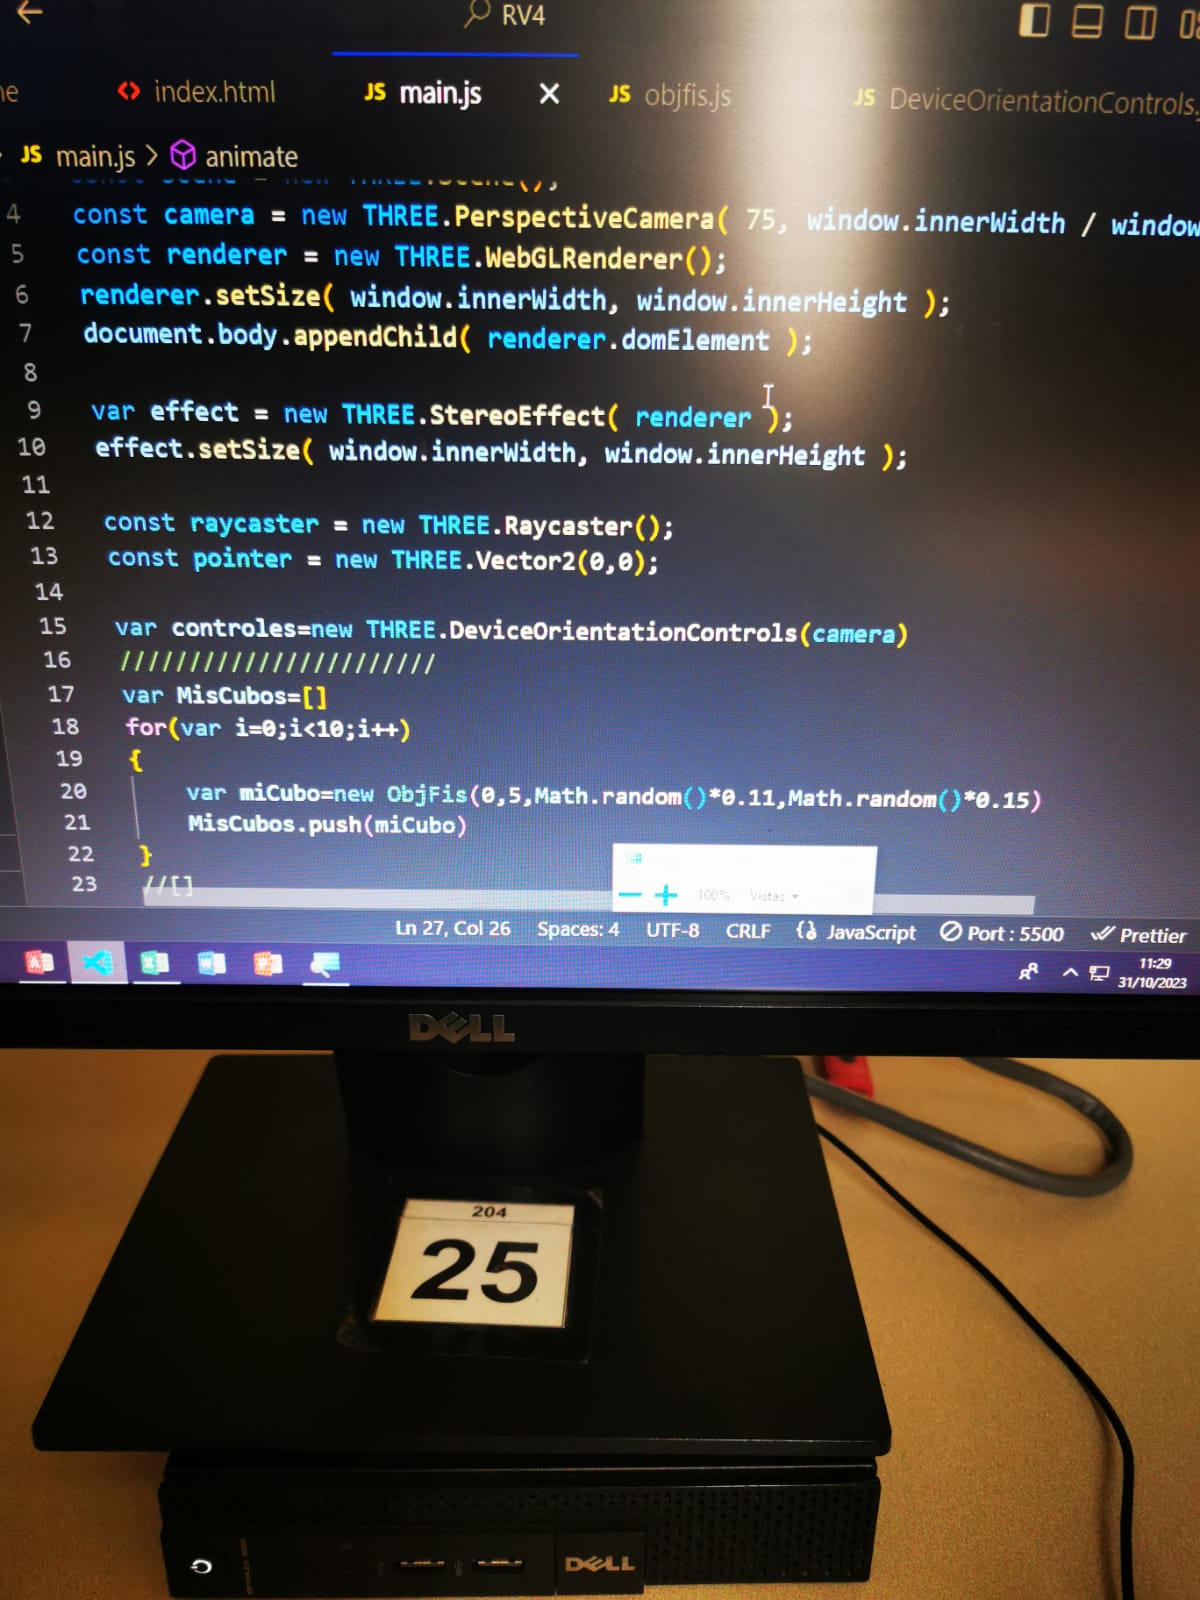 RV4
index.html
JS main.js
JS objfis.js
JS DeviceOrientationControls.
JS main.js > animate
4 const camera = new THREE.PerspectiveCamera( 75, window.innerWidth / window
5 const renderer = new THREE.WebGLRenderer();
6 renderer.setSize( window.innerWidth, window.innerHeight );
7 document.body.appendChild( renderer.domElement );
8
9 var effect = new THREE.StereoEffect( renderer );
10 effect.setSize( window.innerWidth, window.innerHeight );
11
12 const raycaster = new THREE.Raycaster();
13 const pointer = new THREE.Vector2(0,0);
14
15 var controles=new THREE.DeviceOrientationControls(camera)
16 ///////////////////////
17 var MisCubos=[]
18 for(var i=0;i<10;i++)
19 {
20 var miCubo=new ObjFis(0,5,Math.random()*0.11,Math.random()*0.15)
21 MisCubos.push(miCubo)
22 }
23 //[]
100% Vistas
Ln 27, Col 26 Spaces: 4 UTF-8 CRLF JavaScript Port : 5500 Prettier
11:29
31/10/2023
DELL
204
25
DELL